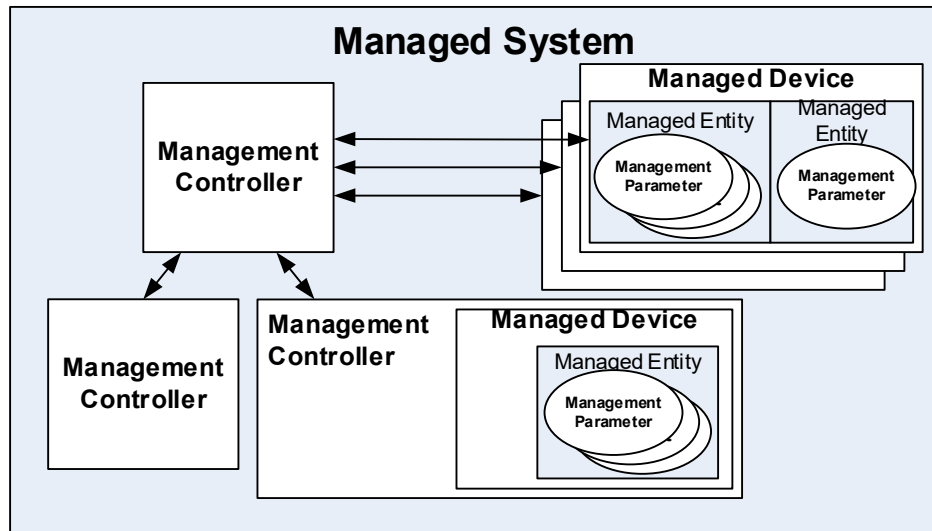 Managed System
Managed Device
Managed Entity
Managed
Entity
Management
Parameter
Management
Parameter
Management
Controller
Management
Controller
Management
Controller
Managed Device
Managed Entity
Management
Parameter